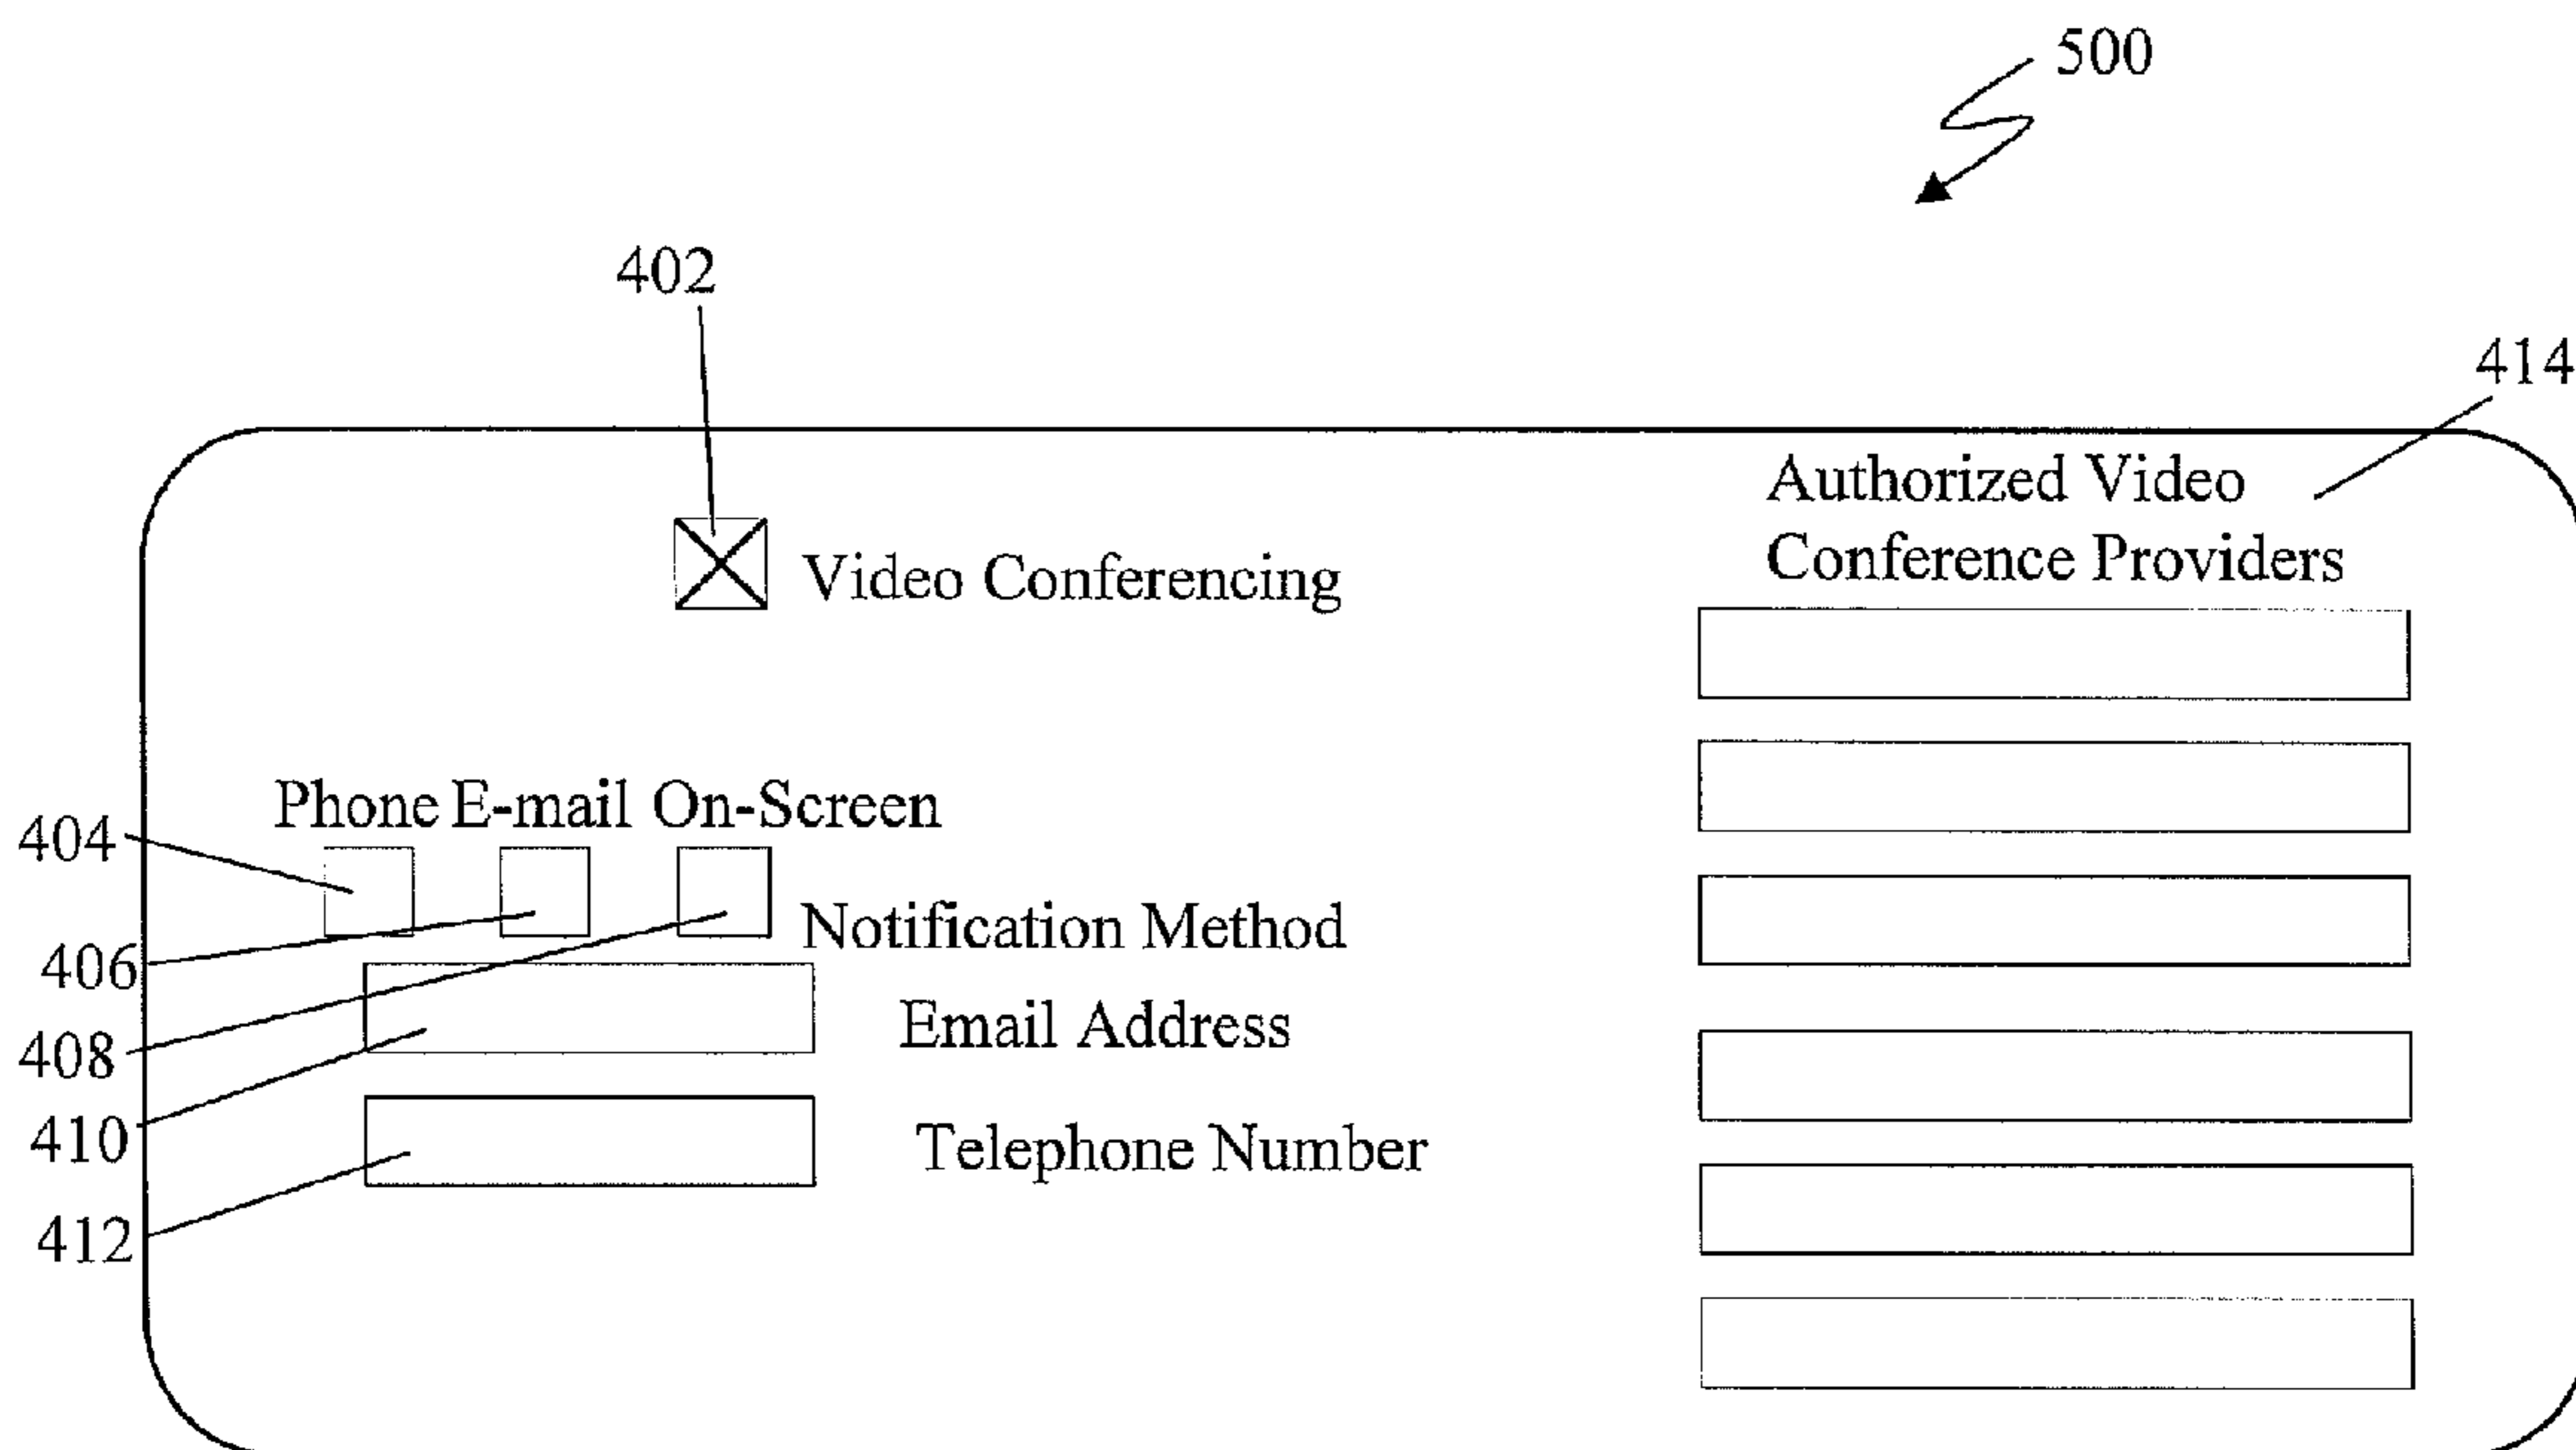 500
402
414
Authorized Video
Conference Providers
Video Conferencing
Phone E-mail On-Screen
404
Notification Method
406
Email Address
408
410
Telephone Number
412